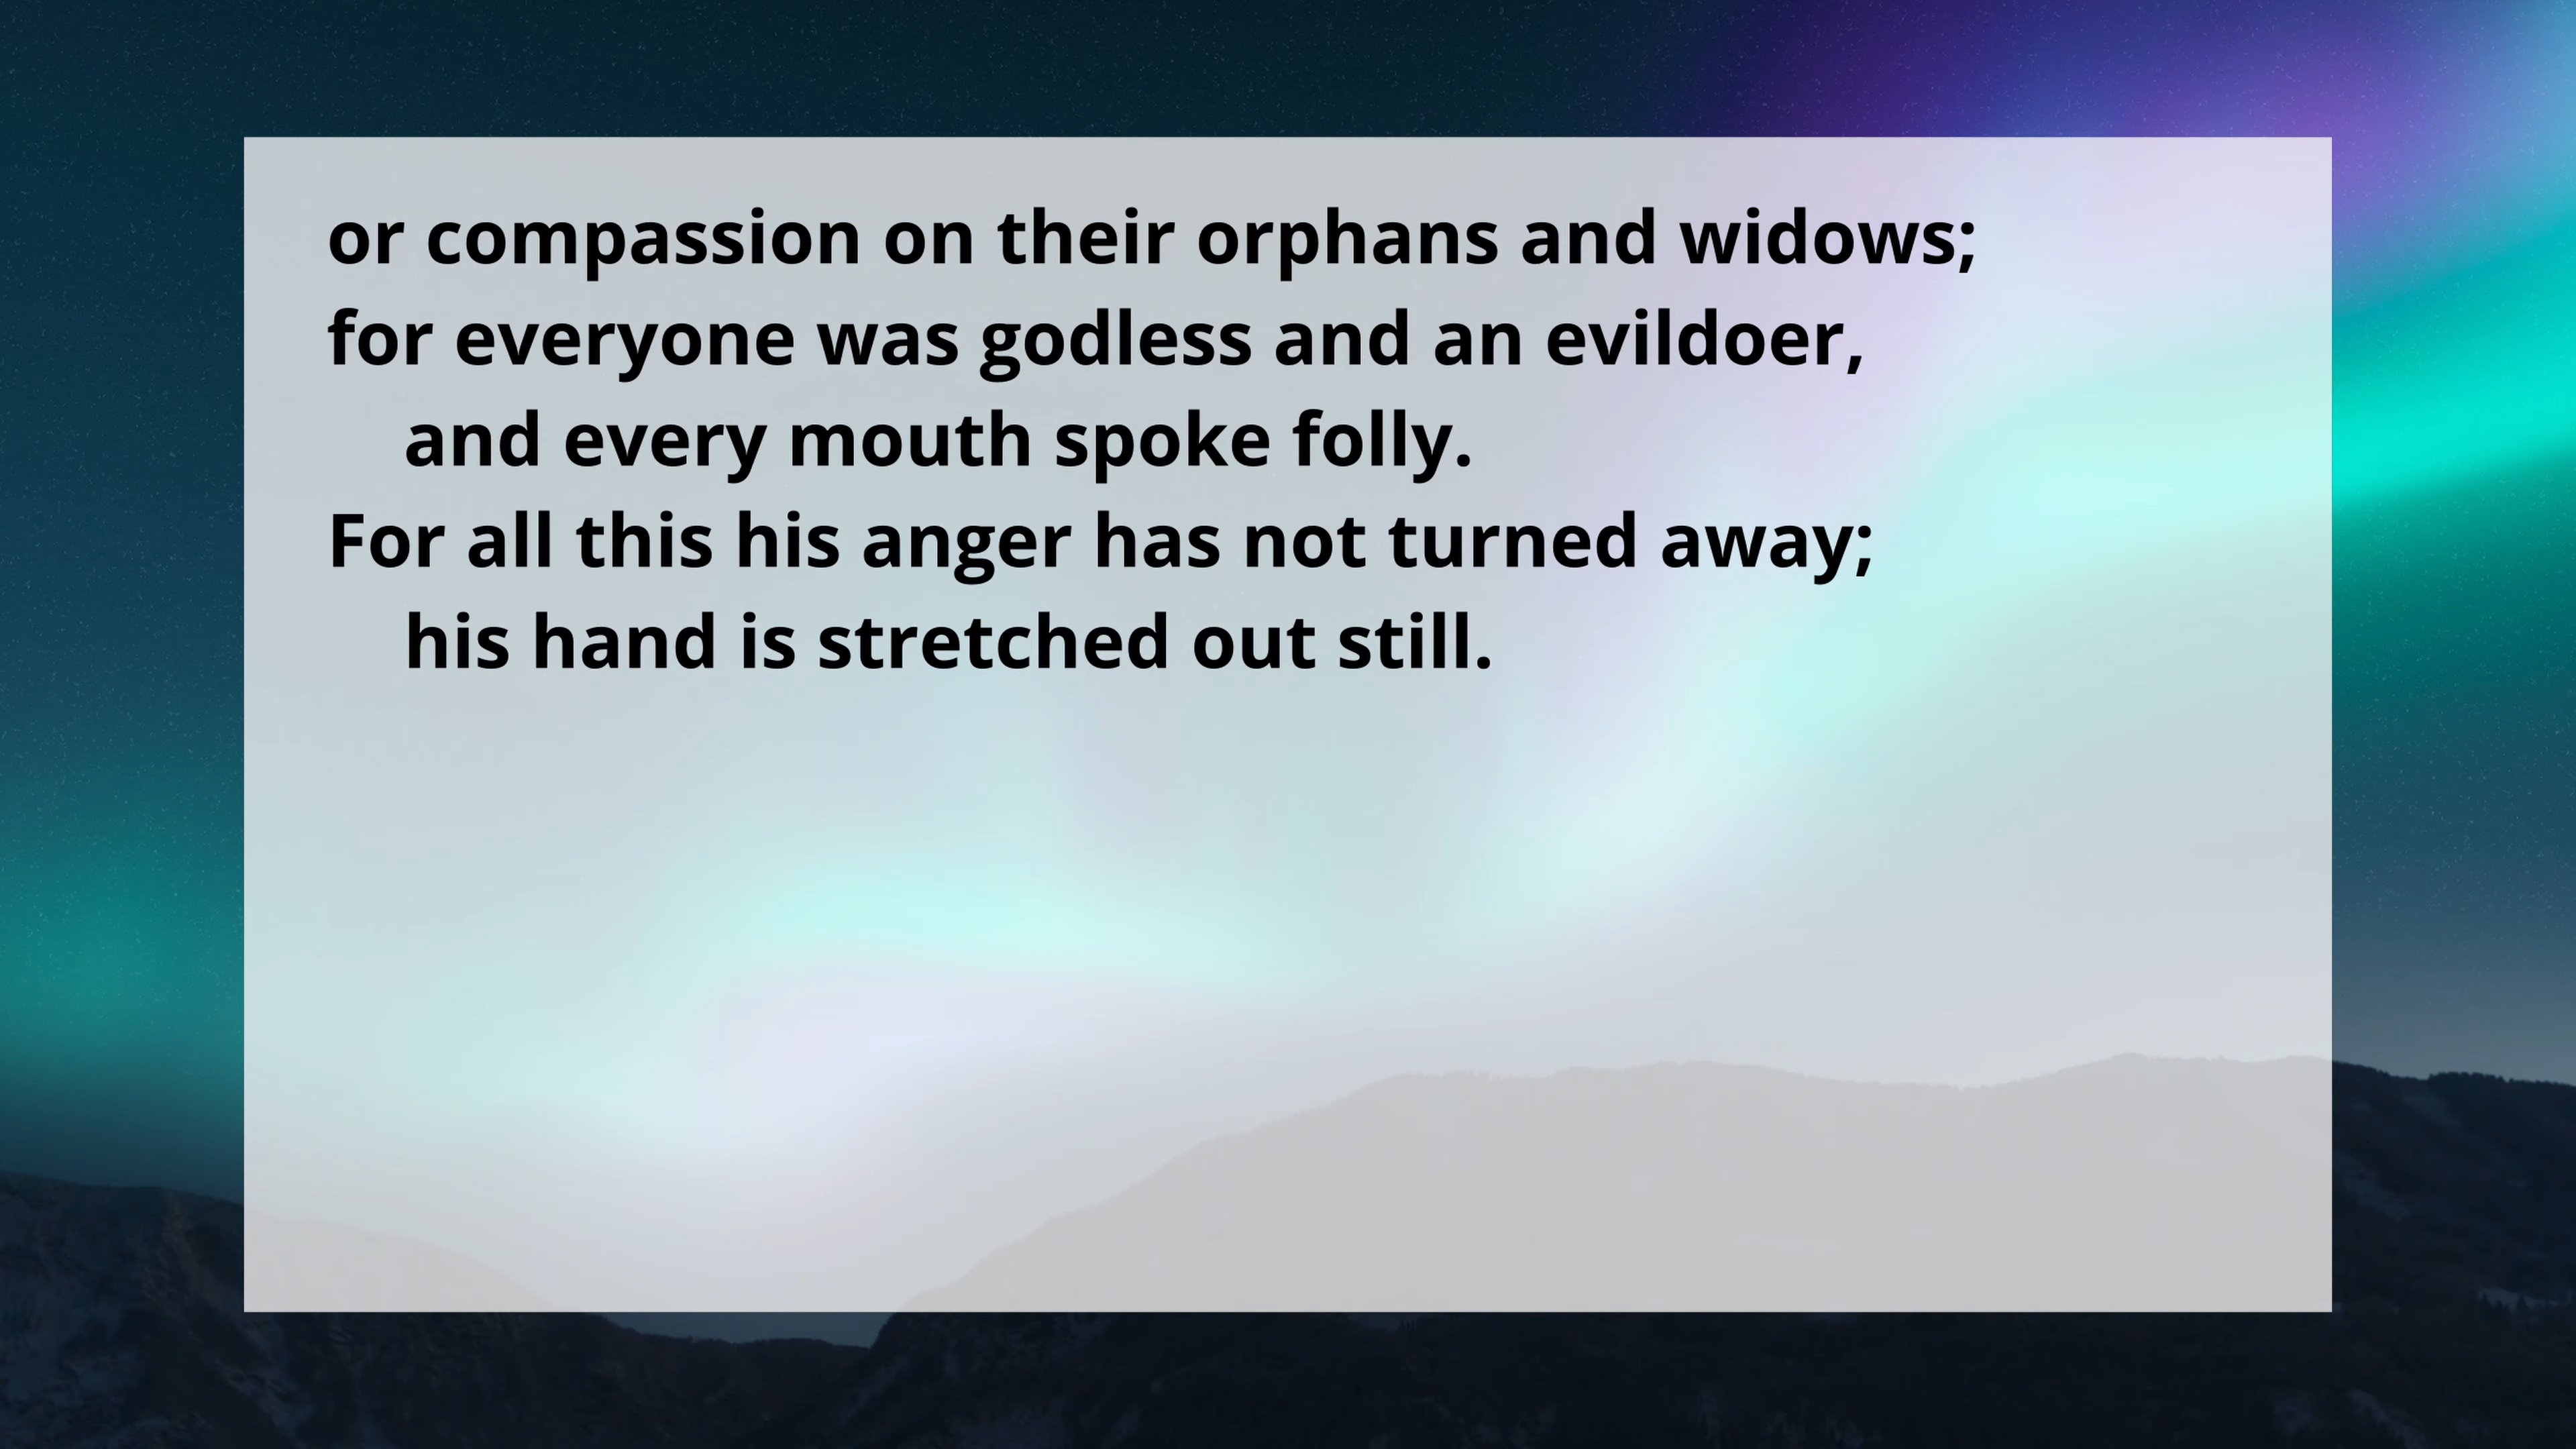 or compassion on their orphans and widows;
for everyone was godless and an evildoer,
and every mouth spoke folly.
For all this his anger has not turned away;
his hand is stretched out still.